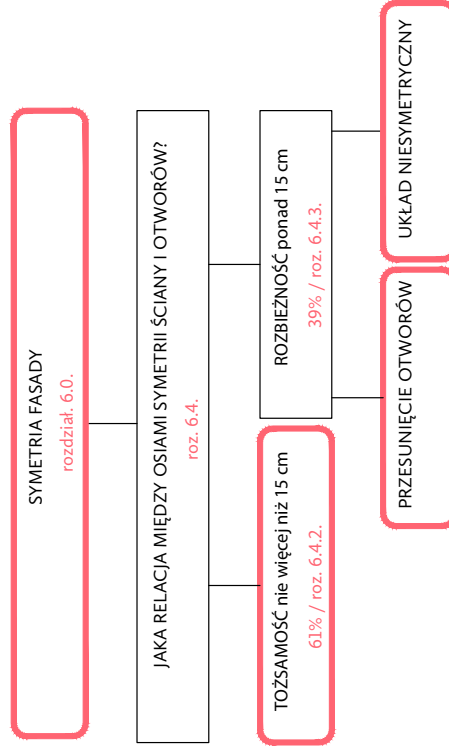 SYMETRIA FASADY
rozdział. 6.0.
JAKA RELACJA MIĘDZY OSIAMI SYMETRII ŚCIANY I OTWORÓW?
roz. 6.4.
TOŻSAMOŚĆ nie więcej niż 15 cm
61% / roz. 6.4.2.
ROZBIEŻNOŚĆ ponad 15 cm
39% / roz. 6.4.3.
PRZESUNIĘCIE OTWORÓW
UKŁAD NIESYMETRYCZNY